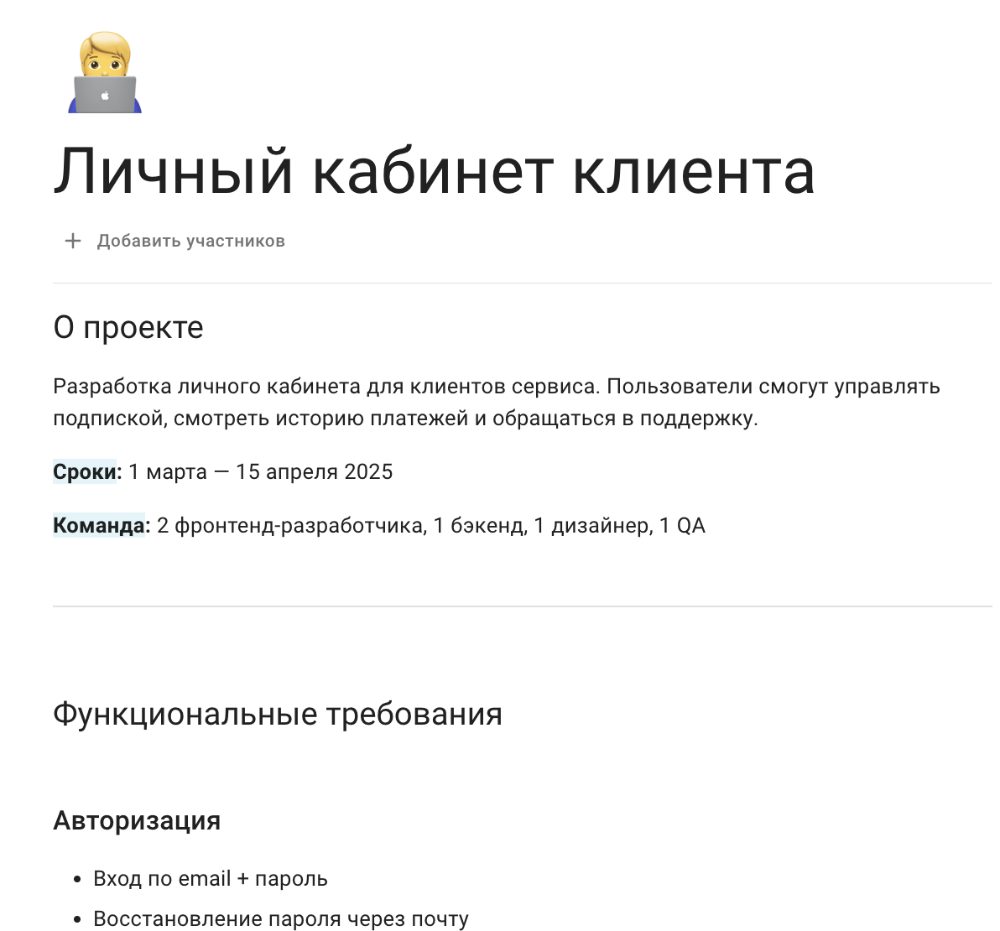 Личный кабинет клиента
Добавить участников
О проекте
Разработка личного кабинета для клиентов сервиса. Пользователи смогут управлять
подпиской, смотреть историю платежей и обращаться в поддержку.
Сроки: 1 марта — 15 апреля 2025
Команда: 2 фронтенд-разработчика, 1 бэкенд, 1 дизайнер, 1 QA
Функциональные требования
Авторизация
• Вход по email + пароль
• Восстановление пароля через почту